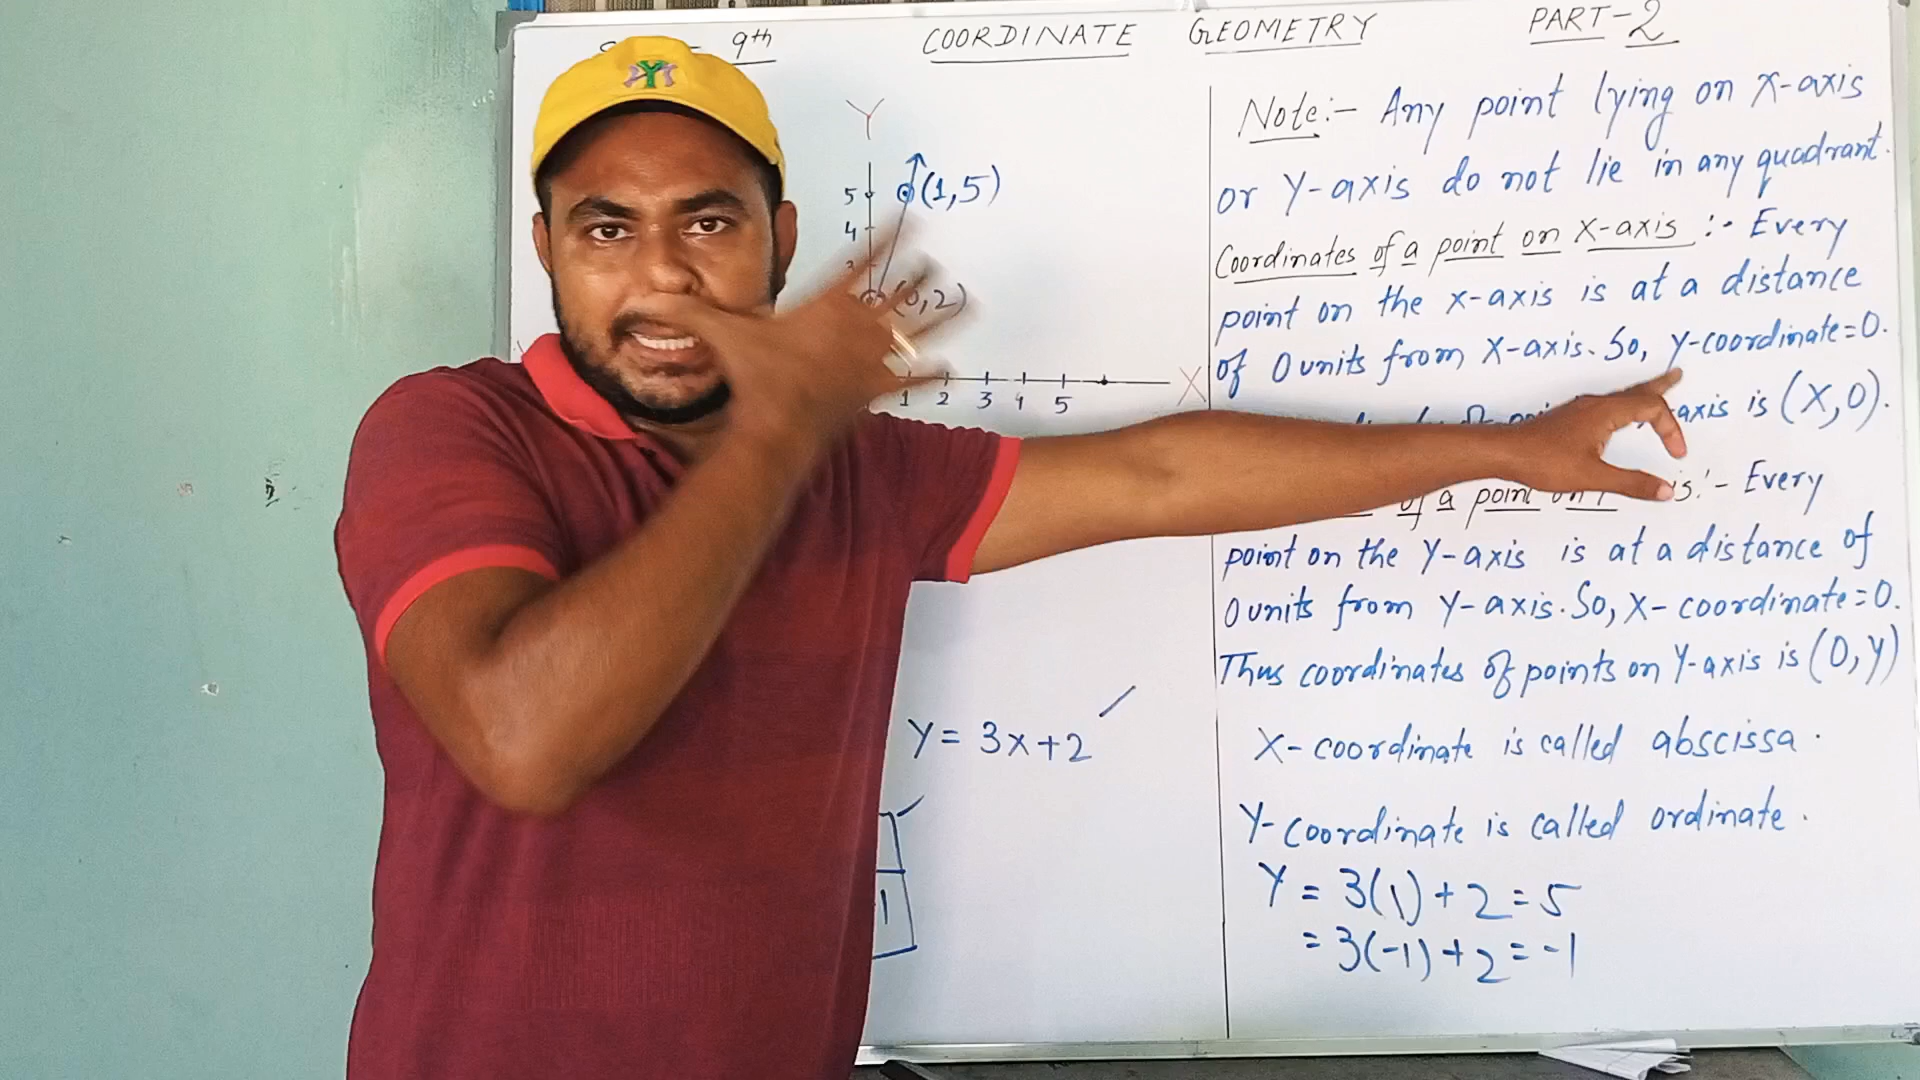 9th
COORDINATE GEOMETRY
PART-2
Y
5 (1,5)
4
(0,2)
X
1 2 3 4 5
Y = 3x+2
1
Note:- Any point lying on X-axis
or Y-axis do not lie in any quadrant.
Coordinates of a point on X-axis :- Every
point on the x-axis is at a distance
of 0 units from X-axis. So, y-coordinate=0.
axis is (X,0).
of a point on :- Every
point on the Y-axis is at a distance of
0 units from Y-axis. So, X-coordinate=0.
Thus coordinates of points on Y-axis is (0,Y)
X-coordinate is called abscissa.
Y-coordinate is called ordinate.
Y = 3(1)+2=5
= 3(-1)+2=-1